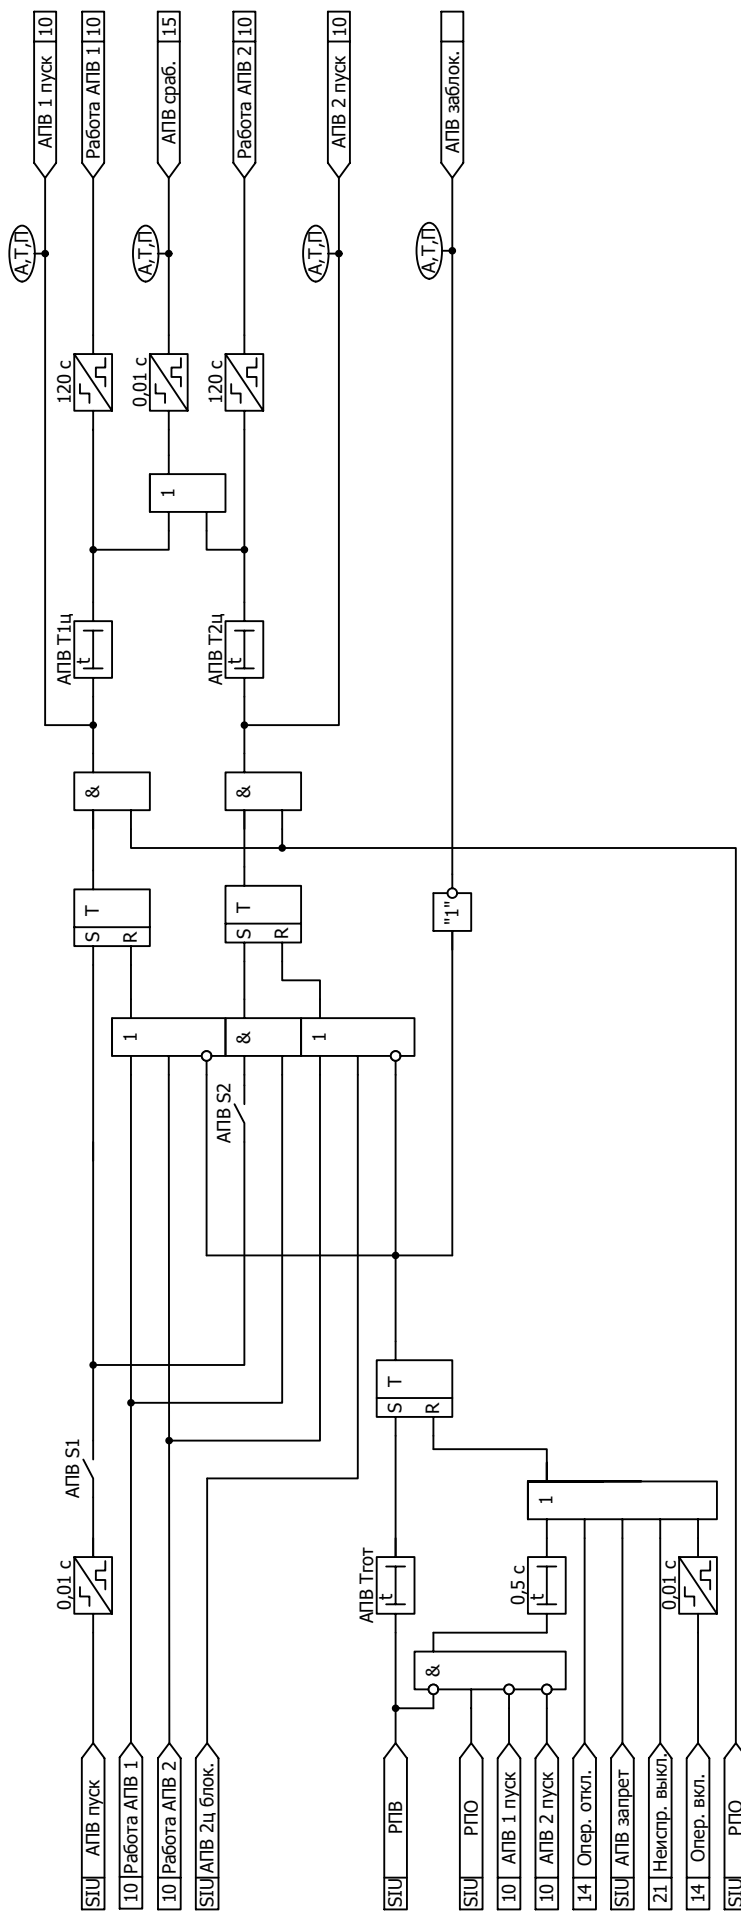 SIU АПВ пуск
10 Работа АПВ 1
10 Работа АПВ 2
SIU АПВ 2ц блок.
SIU РПВ
SIU РПО
10 АПВ 1 пуск
10 АПВ 2 пуск
14 Опер. откл.
SIU АПВ запрет
21 Неиспр. выкл.
14 Опер. вкл.
SIU РПО
0,01 с
АПВ S1
АПВ Tгот
t
&
0,5 с
t
0,01 с
1
S T
R
АПВ S2
1
&
1
S T
R
S T
R
"1"
&
&
АПВ T1ц
t
АПВ T2ц
t
1
120 с
0,01 с
120 с
А,Т,П
А,Т,П
А,Т,П
А,Т,П
АПВ 1 пуск 10
Работа АПВ 1 10
АПВ сраб. 15
Работа АПВ 2 10
АПВ 2 пуск 10
АПВ заблок.